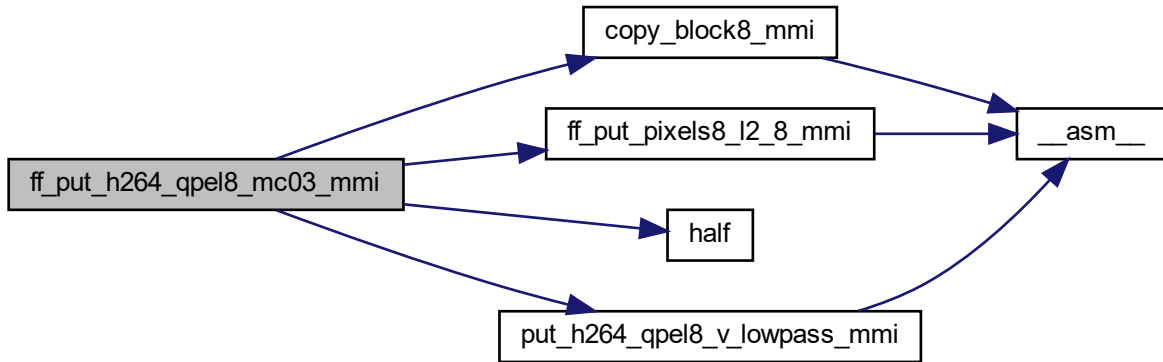 copy_block8_mmi
ff_put_pixels8_l2_8_mmi
__asm__
ff_put_h264_qpel8_mc03_mmi
half
put_h264_qpel8_v_lowpass_mmi